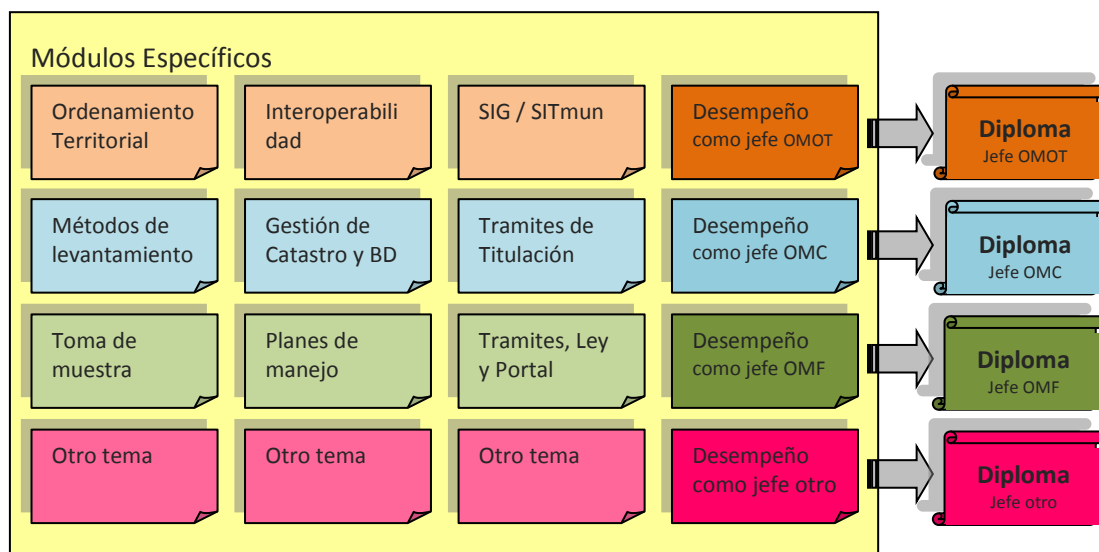 Módulos Específicos
Ordenamiento
Territorial
Interoperabili
dad
SIG / SITmun
Desempeño
como jefe OMOT
Diploma
Jefe OMOT
Métodos de
levantamiento
Gestión de
Catastro y BD
Tramites de
Titulación
Desempeño
como jefe OMC
Diploma
Jefe OMC
Toma de
muestra
Planes de
manejo
Tramites, Ley
y Portal
Desempeño
como jefe OMF
Diploma
Jefe OMF
Otro tema
Otro tema
Otro tema
Desempeño
como jefe otro
Diploma
Jefe otro